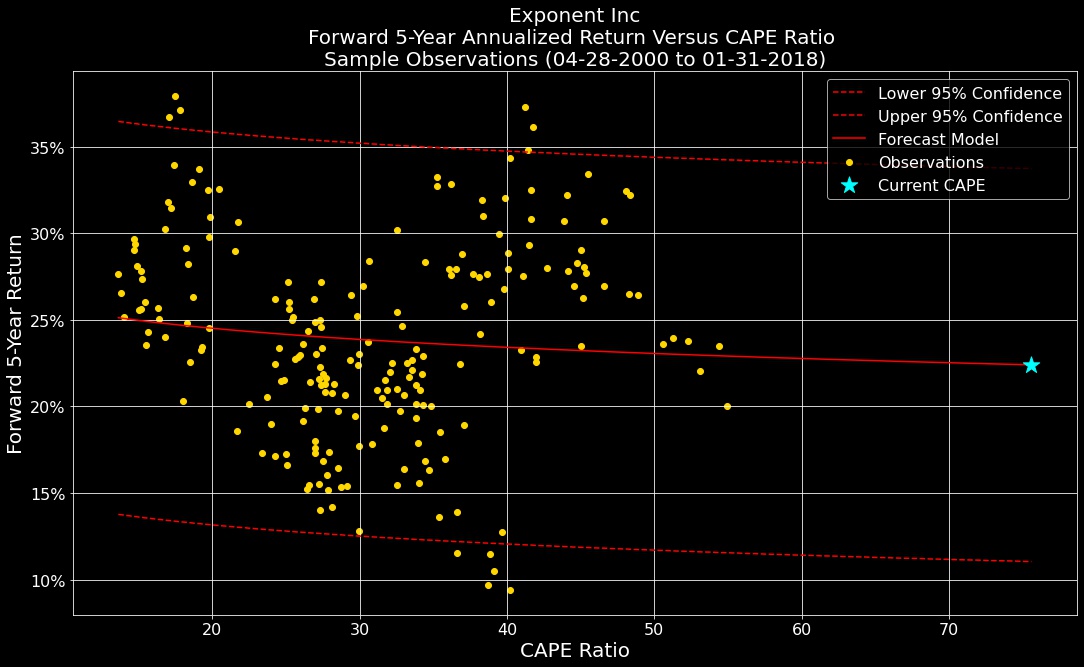 Exponent Inc
Forward 5-Year Annualized Return Versus CAPE Ratio
Sample Observations (04-28-2000 to 01-31-2018)
Lower 95% Confidence
Upper 95% Confidence
Forecast Model
Observations
Current CAPE
Forward 5-Year Return
35%
30%
25%
20%
15%
10%
20
30
40
50
60
70
CAPE Ratio